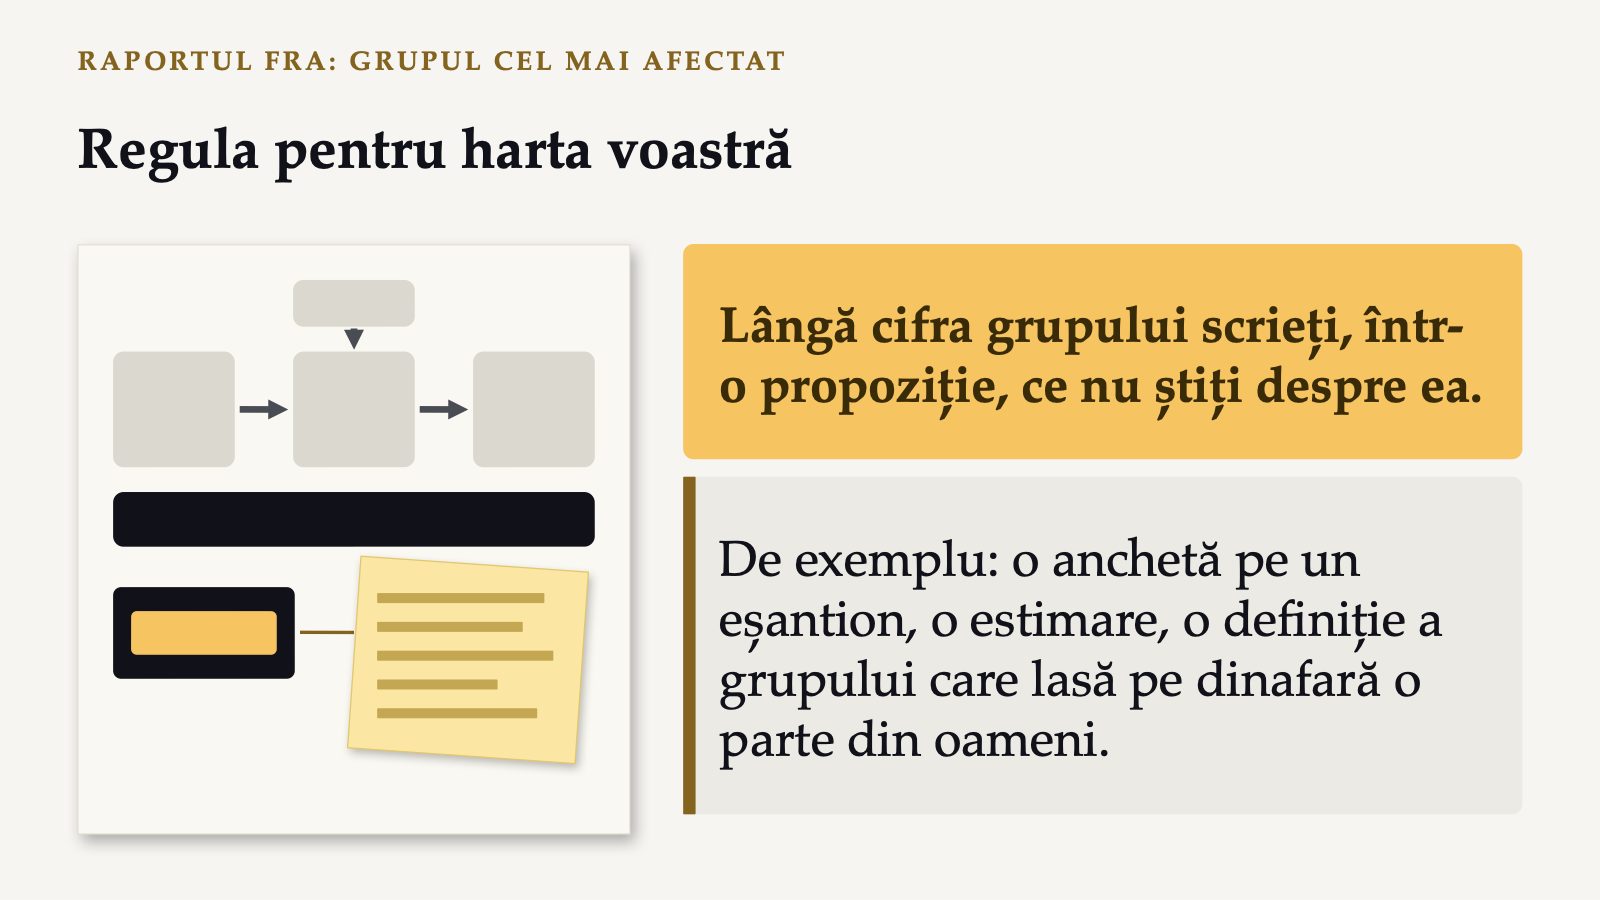 RAPORTUL FRA: GRUPUL CEL MAI AFECTAT
Regula pentru harta voastră
Lângă cifra grupului scrieți, într-
o propoziție, ce nu știți despre ea.
De exemplu: o anchetă pe un
eșantion, o estimare, o definiție a
grupului care lasă pe dinafară o
parte din oameni.